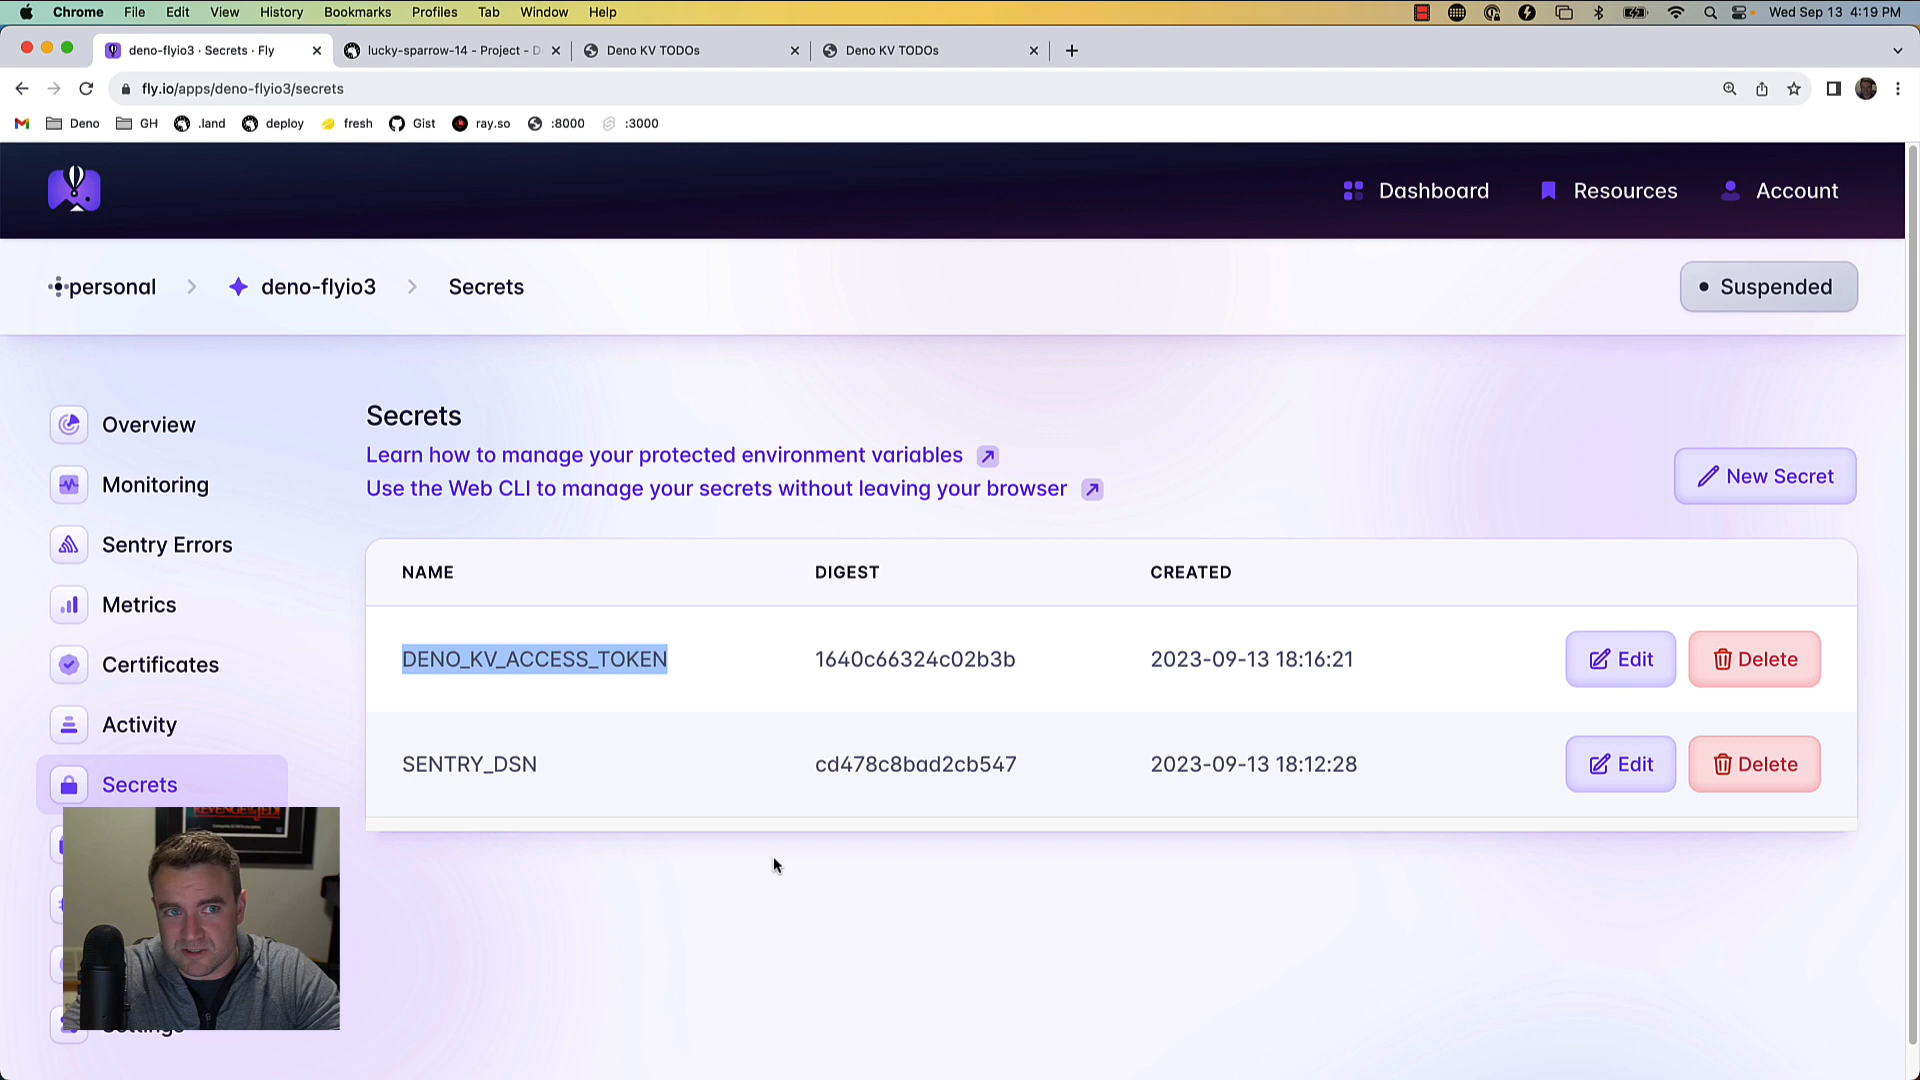 Chrome File Edit View History Bookmarks Profiles Tab Window Help Wed Sep 13 4:19 PM
deno-flyio3 · Secrets · Fly lucky-sparrow-14 - Project - D Deno KV TODOs Deno KV TODOs
fly.io/apps/deno-flyio3/secrets
Deno GH .land deploy fresh Gist ray.so :8000 :3000
Dashboard Resources Account
personal deno-flyio3 Secrets Suspended
Overview
Monitoring
Sentry Errors
Metrics
Certificates
Activity
Secrets
Settings
Secrets
Learn how to manage your protected environment variables
Use the Web CLI to manage your secrets without leaving your browser
New Secret
NAME DIGEST CREATED
DENO_KV_ACCESS_TOKEN 1640c66324c02b3b 2023-09-13 18:16:21 Edit Delete
SENTRY_DSN cd478c8bad2cb547 2023-09-13 18:12:28 Edit Delete
REVENGE OF THE JEDI